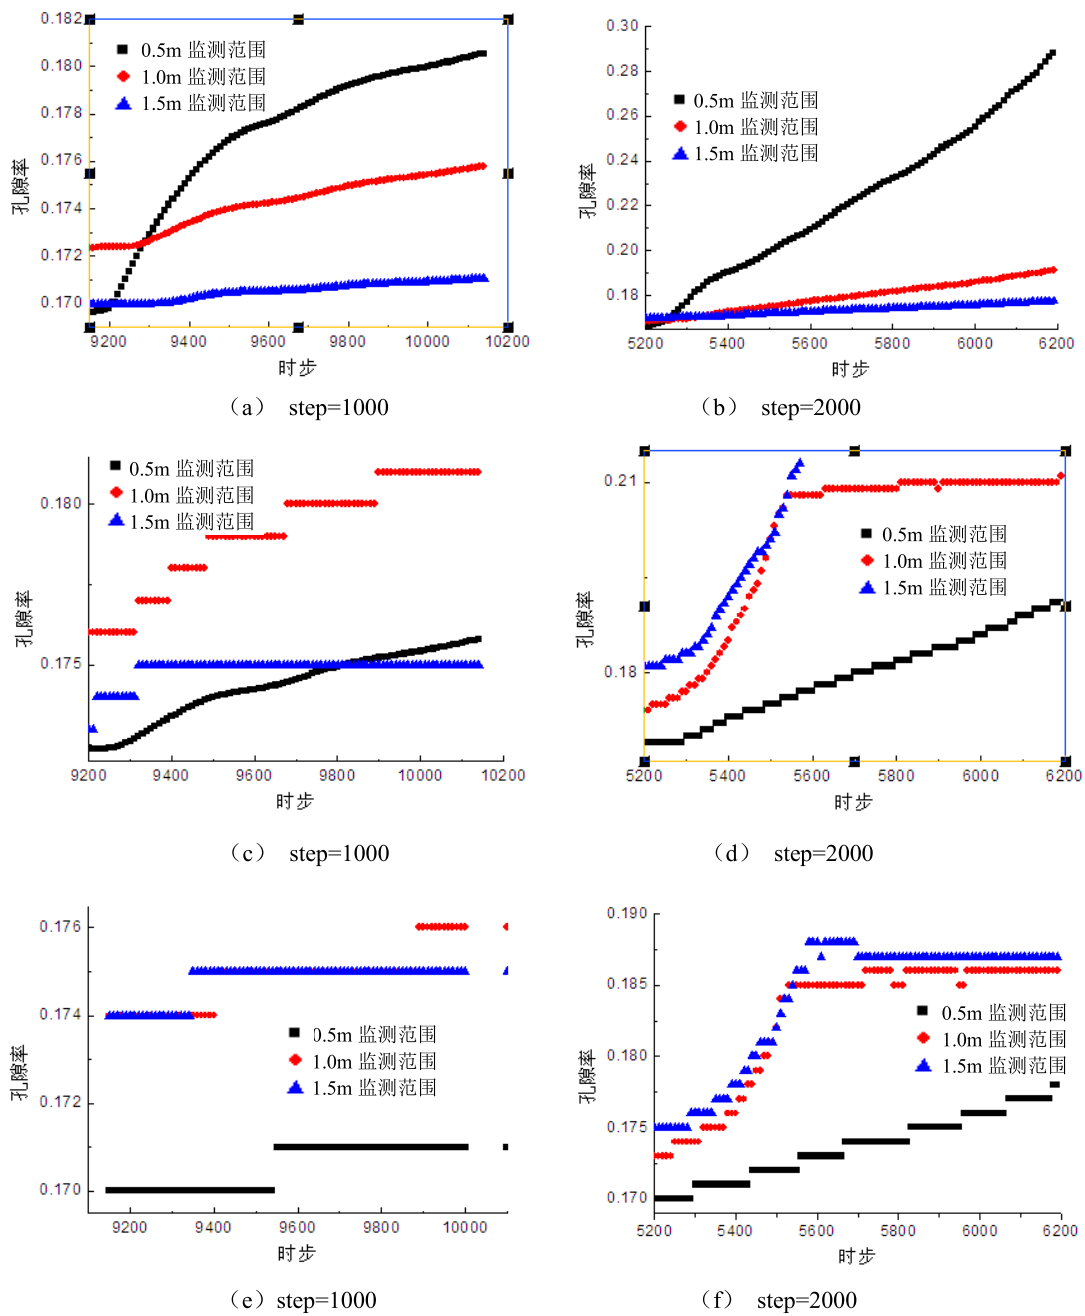 0.182
0.180
0.178
0.176
0.174
0.172
0.170
孔隙率
0.5m 监测范围
1.0m 监测范围
1.5m 监测范围
9200 9400 9600 9800 10000 10200
时步
（a） step=1000
0.30
0.28
0.26
0.24
0.22
0.20
0.18
孔隙率
0.5m 监测范围
1.0m 监测范围
1.5m 监测范围
5200 5400 5600 5800 6000 6200
时步
（b） step=2000
0.180
0.175
孔隙率
0.5m 监测范围
1.0m 监测范围
1.5m 监测范围
9200 9400 9600 9800 10000 10200
时步
（c） step=1000
0.21
0.18
孔隙率
0.5m 监测范围
1.0m 监测范围
1.5m 监测范围
5200 5400 5600 5800 6000 6200
时步
（d） step=2000
0.176
0.174
0.172
0.170
孔隙率
0.5m 监测范围
1.0m 监测范围
1.5m 监测范围
9200 9400 9600 9800 10000
时步
（e）step=1000
0.190
0.185
0.180
0.175
0.170
孔隙率
0.5m 监测范围
1.0m 监测范围
1.5m 监测范围
5200 5400 5600 5800 6000 6200
时步
（f） step=2000